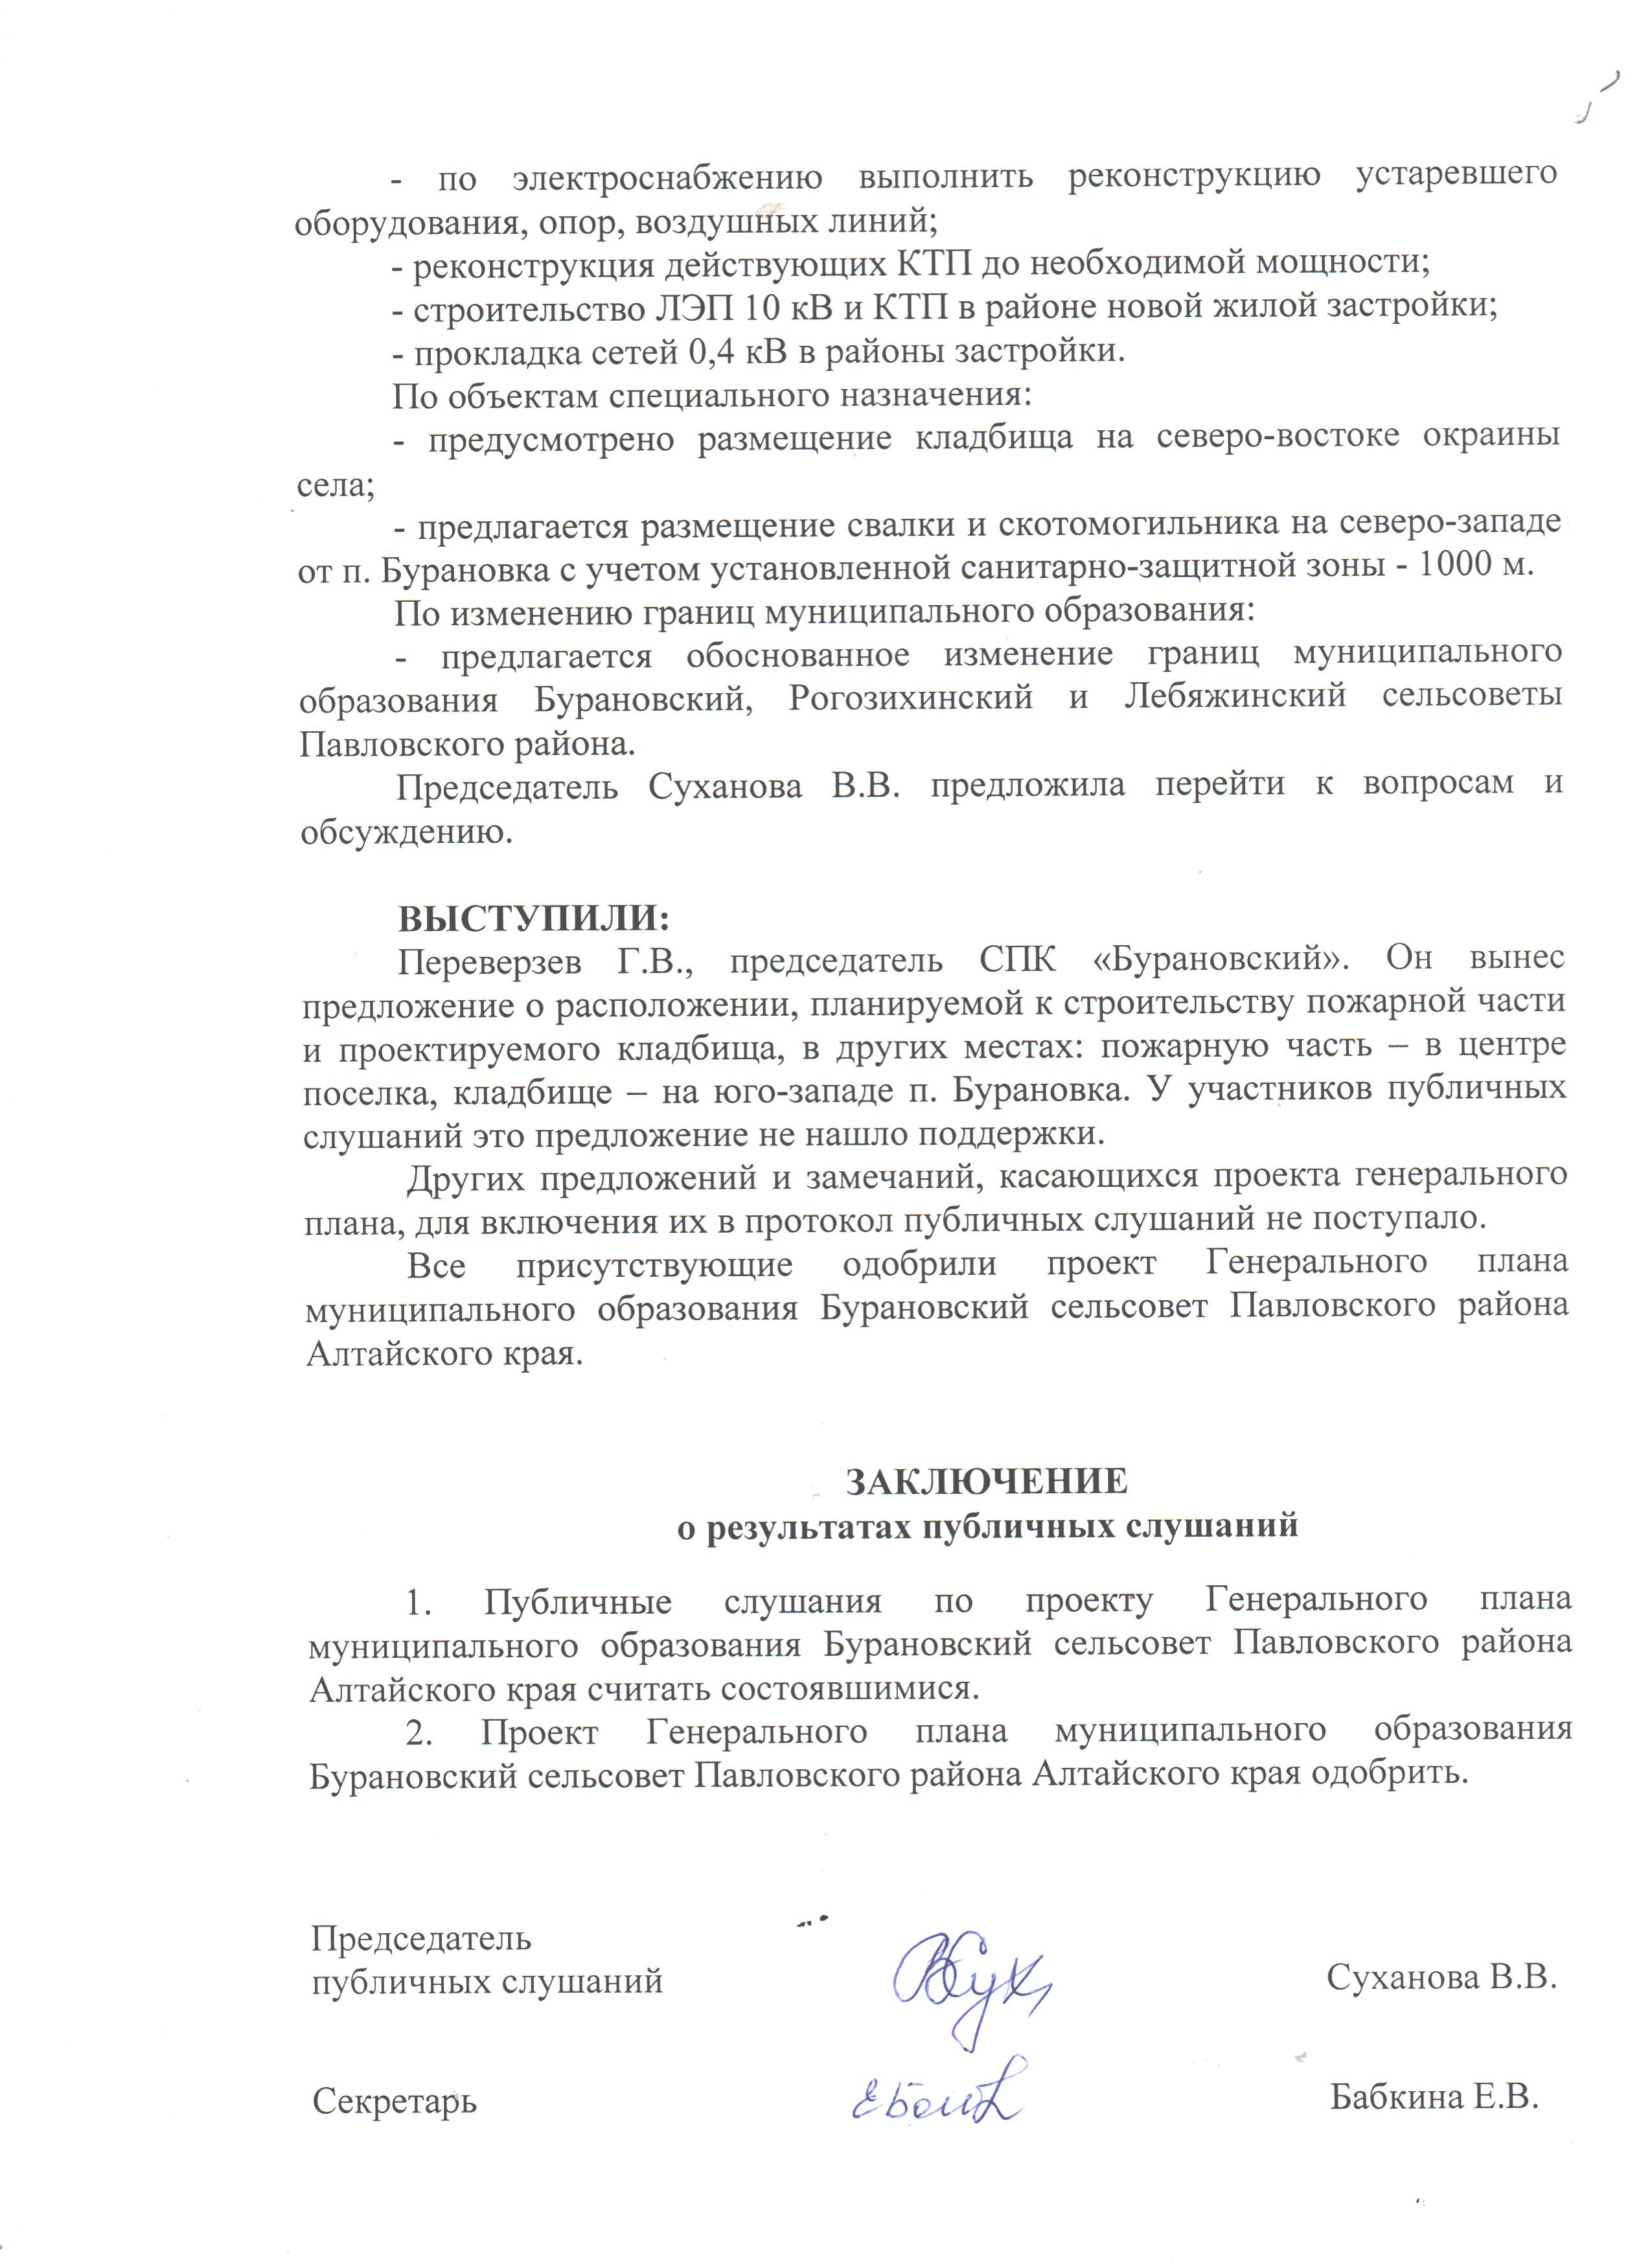 - по электроснабжению выполнить реконструкцию устаревшего
оборудования, опор, воздушных линий;
- реконструкция действующих КТП до необходимой мощности;
- строительство ЛЭП 10 кВ и КТП в районе новой жилой застройки;
- прокладка сетей 0,4 кВ в районы застройки.
По объектам специального назначения:
- предусмотрено размещение кладбища на северо-востоке окраины
села;
- предлагается размещение свалки и скотомогильника на северо-западе
от п. Бурановка с учетом установленной санитарно-защитной зоны - 1000 м.
По изменению границ муниципального образования:
- предлагается обоснованное изменение границ муниципального
образования Бурановский, Рогозихинский и Лебяжинский сельсоветы
Павловского района.
Председатель Суханова В.В. предложила перейти к вопросам и
обсуждению.
ВЫСТУПИЛИ:
Переверзев Г.В., председатель СПК «Бурановский». Он вынес
предложение о расположении, планируемой к строительству пожарной части
и проектируемого кладбища, в других местах: пожарную часть – в центре
поселка, кладбище – на юго-западе п. Бурановка. У участников публичных
слушаний это предложение не нашло поддержки.
Других предложений и замечаний, касающихся проекта генерального
плана, для включения их в протокол публичных слушаний не поступало.
Все присутствующие одобрили проект Генерального плана
муниципального образования Бурановский сельсовет Павловского района
Алтайского края.
ЗАКЛЮЧЕНИЕ
о результатах публичных слушаний
1. Публичные слушания по проекту Генерального плана
муниципального образования Бурановский сельсовет Павловского района
Алтайского края считать состоявшимися.
2. Проект Генерального плана муниципального образования
Бурановский сельсовет Павловского района Алтайского края одобрить.
Председатель
публичных слушаний Суханова В.В.
Секретарь Бабкина Е.В.